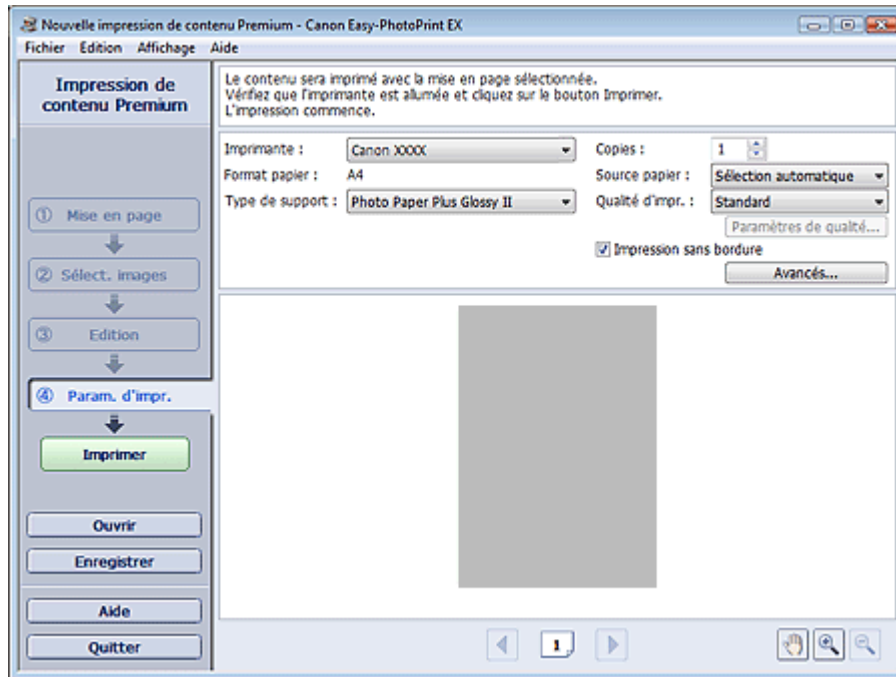 Nouvelle impression de contenu Premium - Canon Easy-PhotoPrint EX
Fichier Edition Affichage Aide
Impression de
contenu Premium
① Mise en page
② Sélect. images
③ Edition
④ Param. d'impr.
Imprimer
Ouvrir
Enregistrer
Aide
Quitter
Le contenu sera imprimé avec la mise en page sélectionnée.
Vérifiez que l'imprimante est allumée et cliquez sur le bouton Imprimer.
L'impression commence.
Imprimante : Canon XXXX
Format papier : A4
Type de support : Photo Paper Plus Glossy II
Copies : 1
Source papier : Sélection automatique
Qualité d'impr. : Standard
Paramètres de qualité...
Impression sans bordure
Avancés...
1